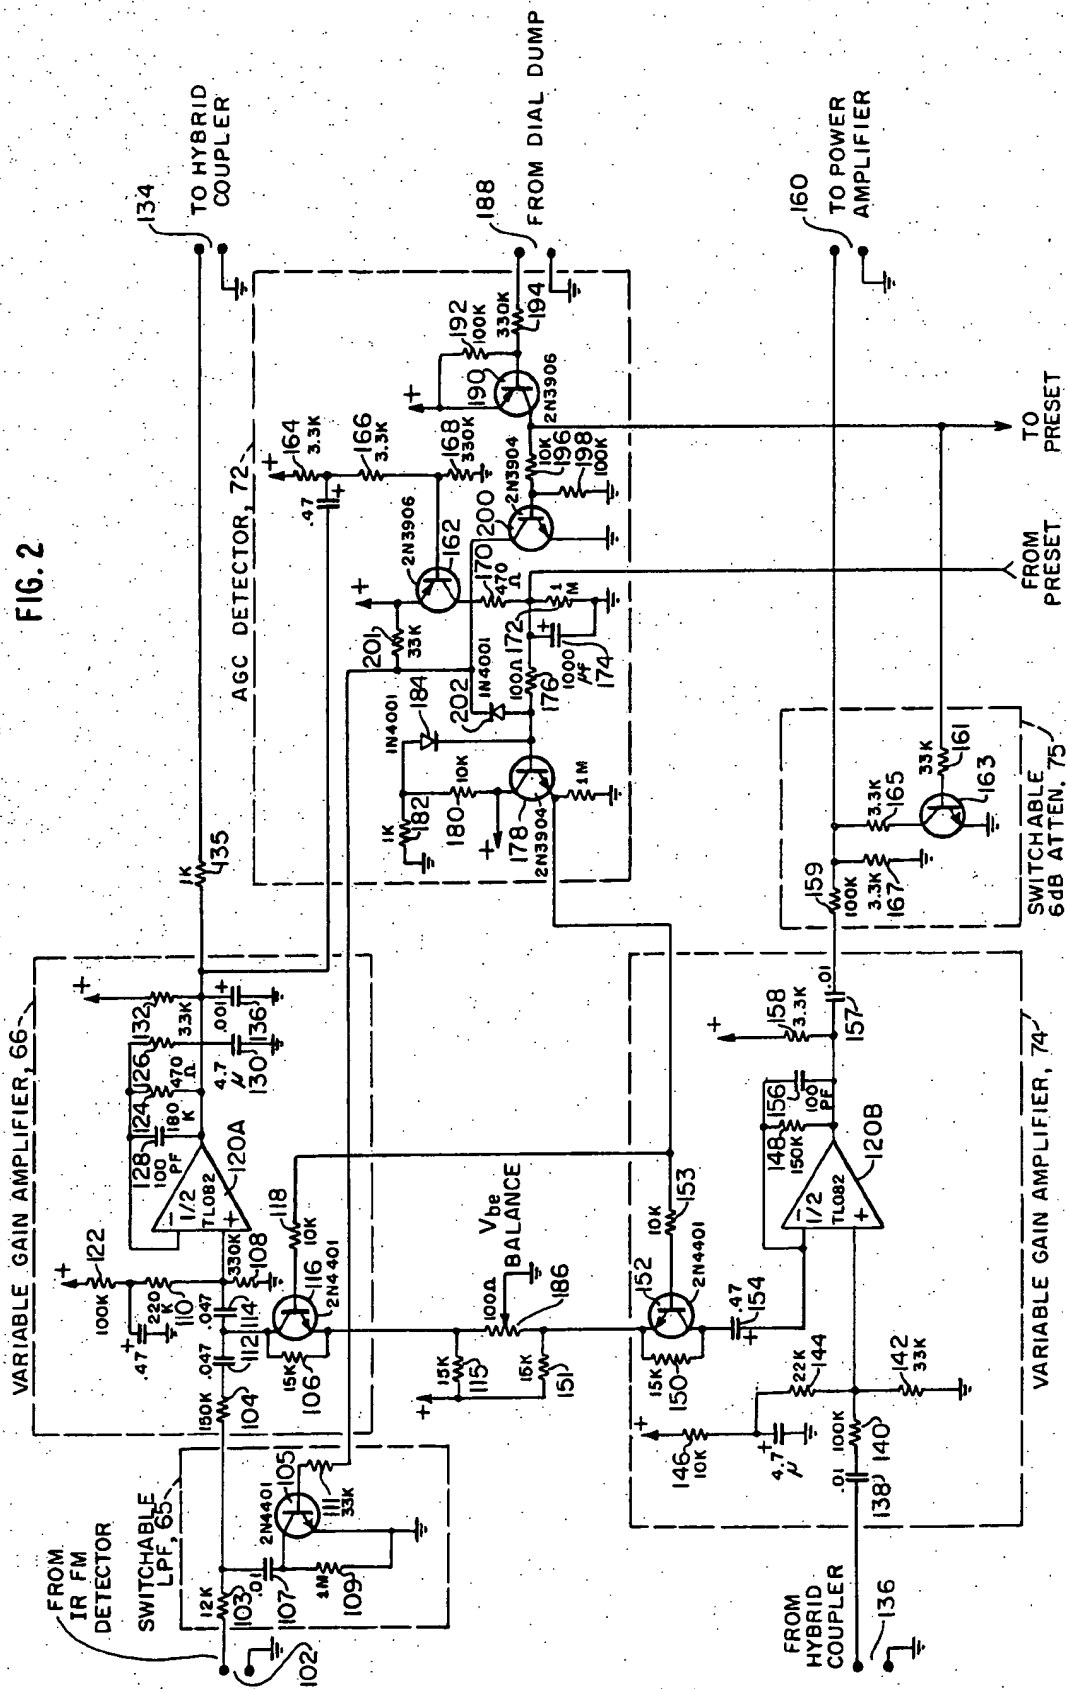 FIG. 2
VARIABLE GAIN AMPLIFIER, 66
AGC DETECTOR, 72
FROM
IR FM
DETECTOR
SWITCHABLE
LPF, 65
102
12K
103
.01
107
1M
109
2N4401
105
111
33K
150K
104
.047
112
.047
114
15K
106
116
2N4401
118
10K
100K
122
+
.47
220
K
110
330K
108
-
+
1/2
TL082
120A
128
100
PF
124
180
K
126
470
Ω
132
3.3K
4.7
µ
130
.001
+
136
+
1K
135
134
TO HYBRID
COUPLER
1K
182
1N4001
184
10K
180
+
178
2N3904
1M
202
1N4001
100Ω
176
201
33K
+
2N3906
162
170
470
Ω
172
1
M
+
1000
µf
174
.47
+
+
164
3.3K
166
3.3K
168
330K
200
2N3904
10K
196
198
100K
+
190
2N3906
192
100K
330K
194
188
FROM DIAL DUMP
+
15K
115
15K
151
100Ω
Vbe
BALANCE
186
15K
150
152
2N4401
10K
153
.47
154
+
+
146
10K
+
4.7
µ
22K
144
142
33K
FROM
HYBRID
COUPLER
136
.01
138
100K
140
-
+
1/2
TL082
120B
148
150K
156
100
PF
+
158
3.3K
.01
157
159
100K
3.3K
167
3.3K
165
33K
161
163
160
TO POWER
AMPLIFIER
FROM
PRESET
TO
PRESET
SWITCHABLE
6dB ATTEN, 75
VARIABLE GAIN AMPLIFIER, 74